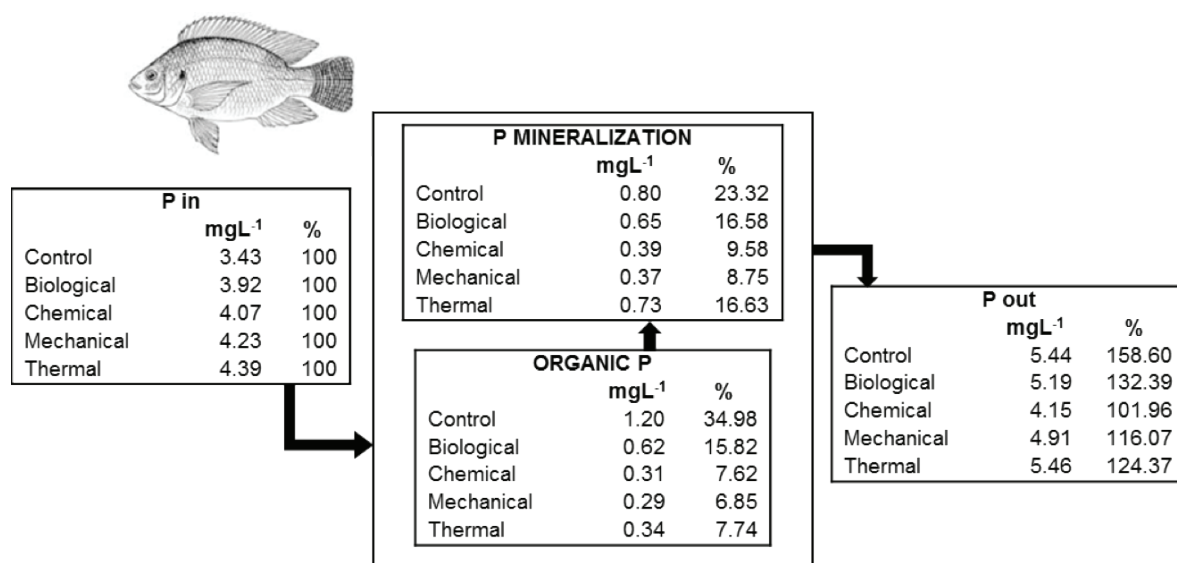 P in
mgL-1 %
Control 3.43 100
Biological 3.92 100
Chemical 4.07 100
Mechanical 4.23 100
Thermal 4.39 100
P MINERALIZATION
mgL-1 %
Control 0.80 23.32
Biological 0.65 16.58
Chemical 0.39 9.58
Mechanical 0.37 8.75
Thermal 0.73 16.63
ORGANIC P
mgL-1 %
Control 1.20 34.98
Biological 0.62 15.82
Chemical 0.31 7.62
Mechanical 0.29 6.85
Thermal 0.34 7.74
P out
mgL-1 %
Control 5.44 158.60
Biological 5.19 132.39
Chemical 4.15 101.96
Mechanical 4.91 116.07
Thermal 5.46 124.37